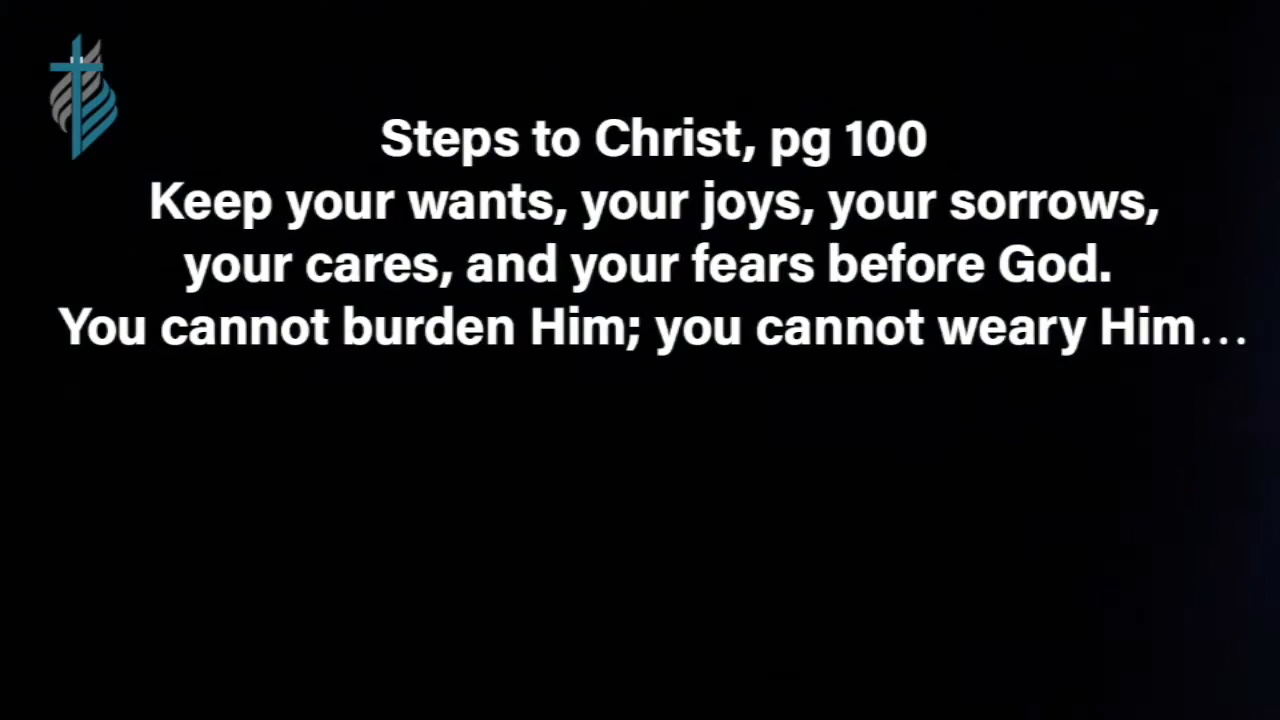 Steps to Christ, pg 100
Keep your wants, your joys, your sorrows,
your cares, and your fears before God.
You cannot burden Him; you cannot weary Him…